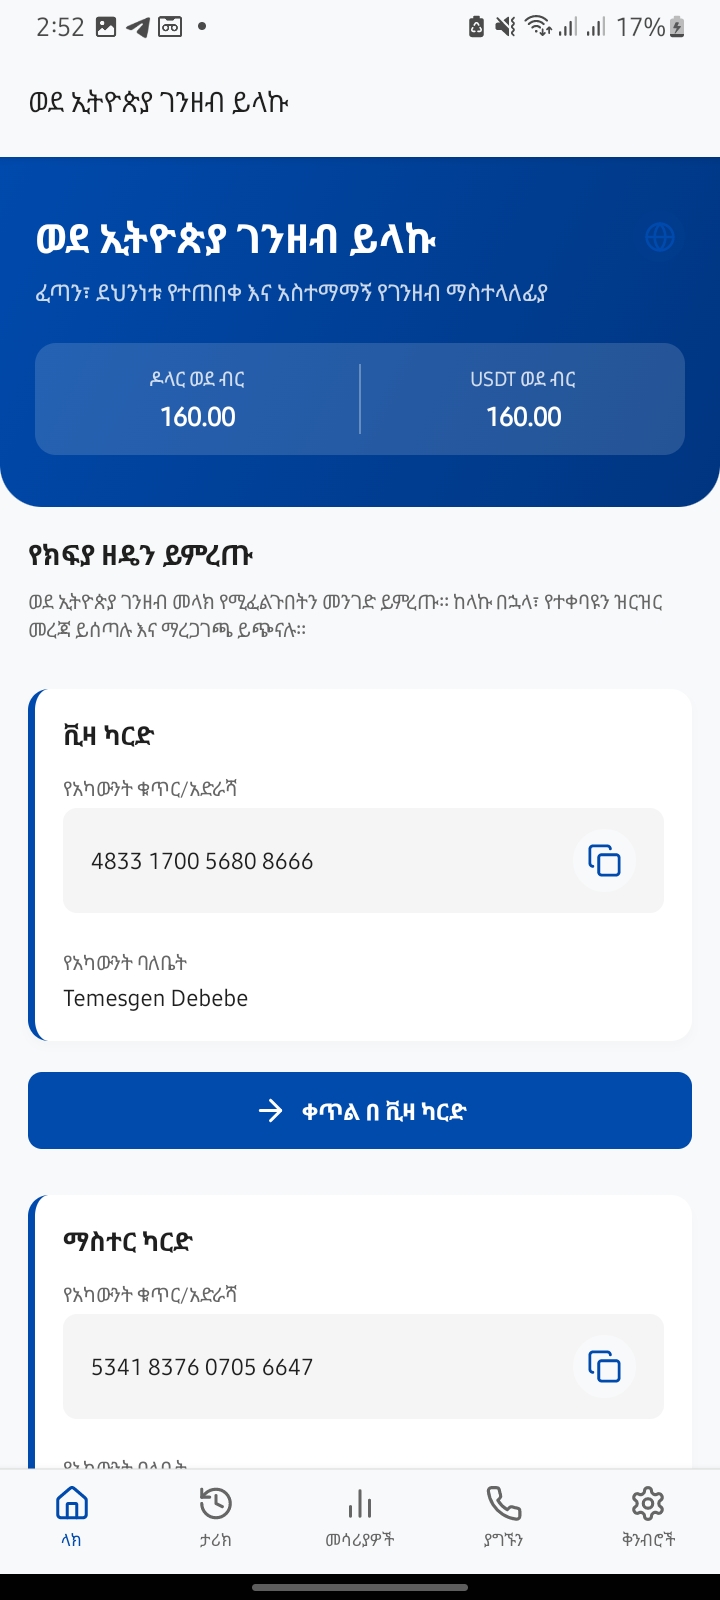 2:52
17%
ወደ ኢትዮጵያ ገንዘብ ይላኩ
ወደ ኢትዮጵያ ገንዘብ ይላኩ
ፈጣን፣ ደህንነቱ የተጠበቀ እና አስተማማኝ የገንዘብ ማስተላለፊያ
ዶላር ወደ ብር
160.00
USDT ወደ ብር
160.00
የክፍያ ዘዴን ይምረጡ
ወደ ኢትዮጵያ ገንዘብ መላክ የሚፈልጉበትን መንገድ ይምረጡ። ከላኩ በኋላ፣ የተቀባዩን ዝርዝር
መረጃ ይሰጣሉ እና ማረጋገጫ ይጭናሉ።
ቪዛ ካርድ
የአካውንት ቁጥር/አድራሻ
4833 1700 5680 8666
የአካውንት ባለቤት
Temesgen Debebe
ቀጥል በ ቪዛ ካርድ
ማስተር ካርድ
የአካውንት ቁጥር/አድራሻ
5341 8376 0705 6647
የአካውንት ባለቤት
ላክ
ታሪክ
መሳሪያዎች
ያግኙን
ቅንብሮች